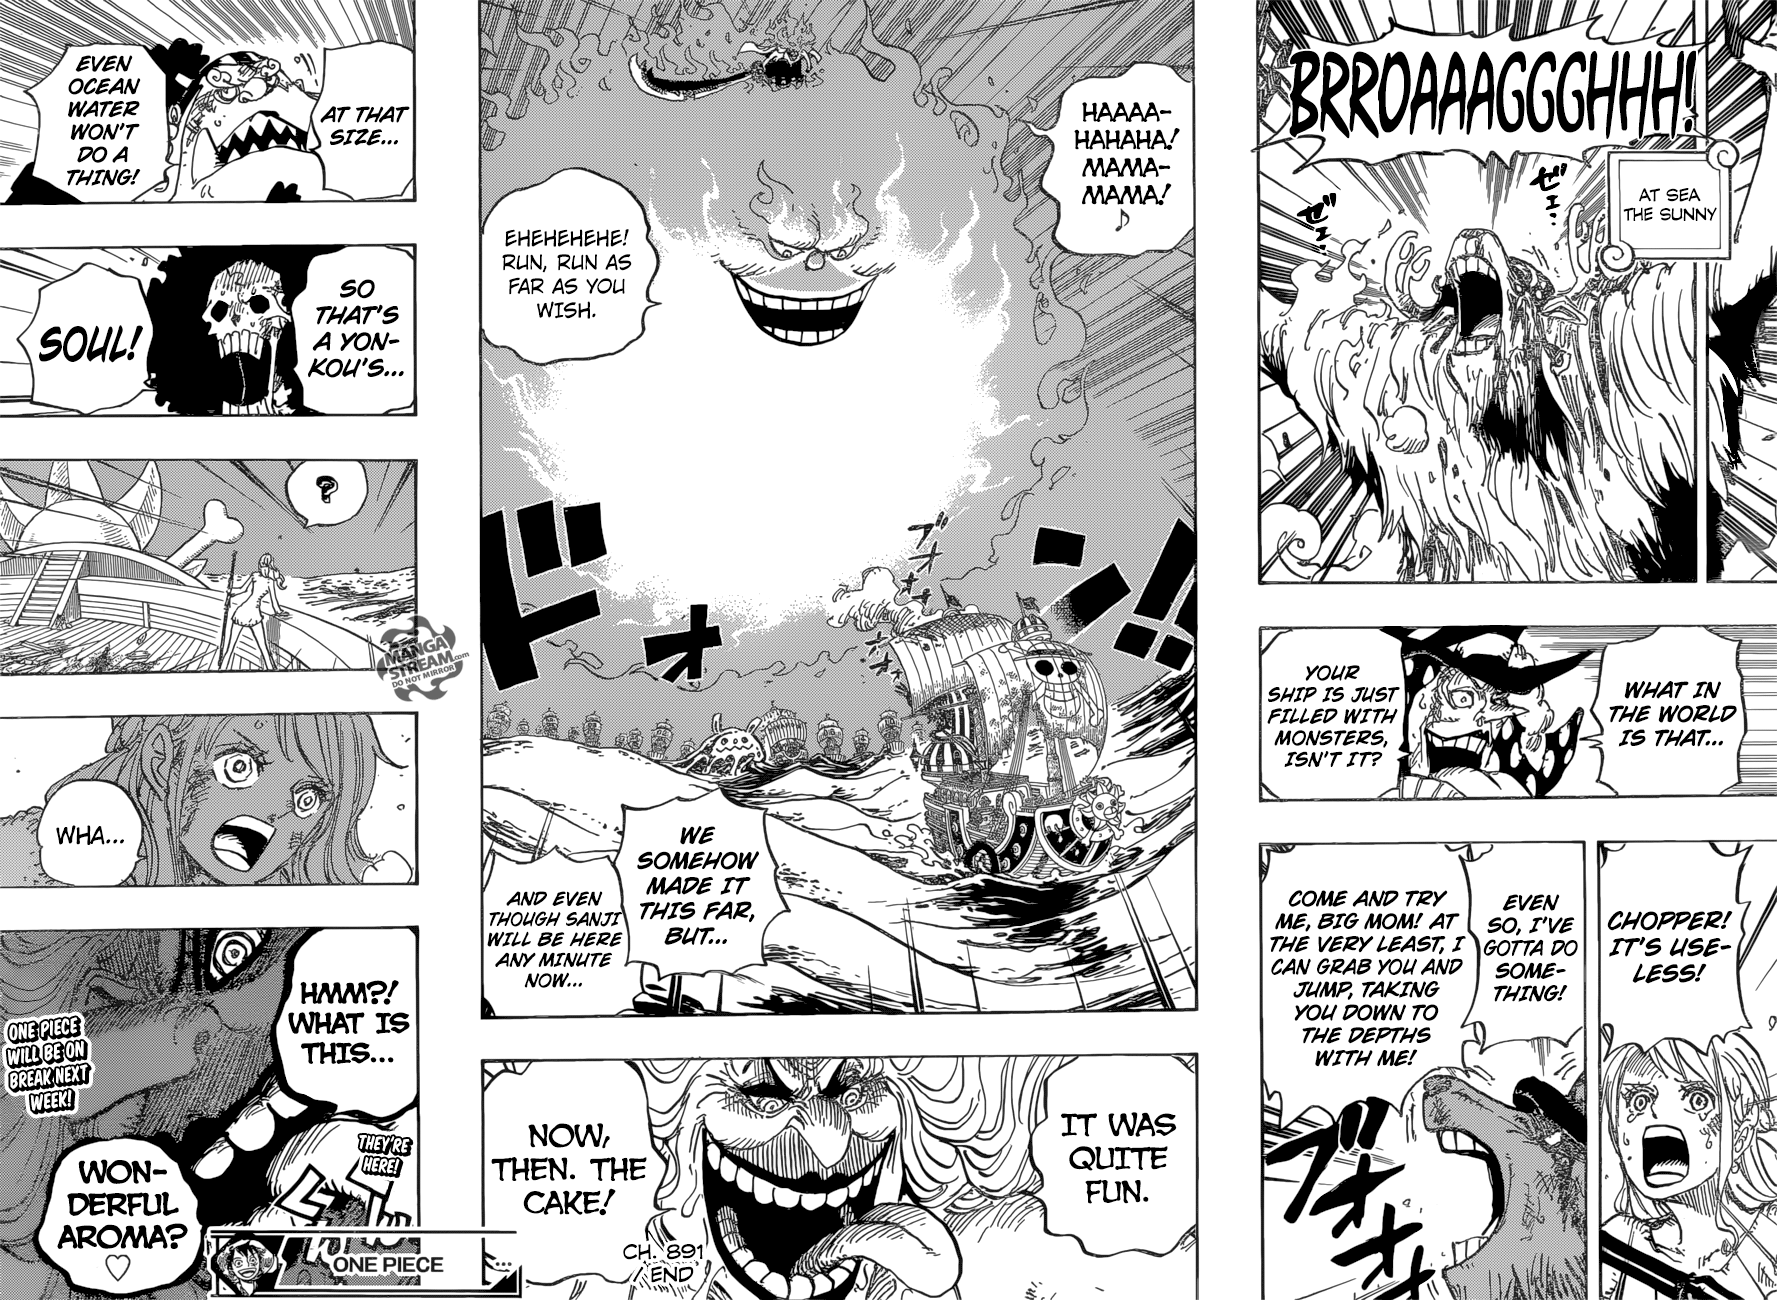 BRROAAAGGGHHH!
AT SEA
THE SUNNY
ゼェ…
ゼェ…
WHAT IN
THE WORLD
IS THAT...
YOUR
SHIP IS JUST
FILLED WITH
MONSTERS,
ISN'T IT?
CHOPPER!
IT'S USE-
LESS!
EVEN
SO, I'VE
GOTTA DO
SOME-
THING!
COME AND TRY
ME, BIG MOM! AT
THE VERY LEAST, I
CAN GRAB YOU AND
JUMP, TAKING
YOU DOWN TO
THE DEPTHS
WITH ME!
ブオオオ
HAAAA-
HAHAHA!
MAMA-
MAMA!
♪
EHEHEHEHE!
RUN, RUN AS
FAR AS YOU
WISH.
ドォン!!
WE
SOMEHOW
MADE IT
THIS FAR,
BUT...
AND EVEN
THOUGH SANJI
WILL BE HERE
ANY MINUTE
NOW...
IT WAS
QUITE
FUN.
NOW,
THEN. THE
CAKE!
CH. 891
END
AT THAT
SIZE...
EVEN
OCEAN
WATER
WON'T
DO A
THING!
SO
THAT'S
A YON-
KOU'S...
SOUL!
?
MANGA
STREAM.com
DO NOT MIRROR
WHA...
HMM?!
WHAT IS
THIS...
ONE PIECE
WILL BE ON
BREAK NEXT
WEEK!
THEY'RE
HERE!
WON-
DERFUL
AROMA?
♡
ONE PIECE